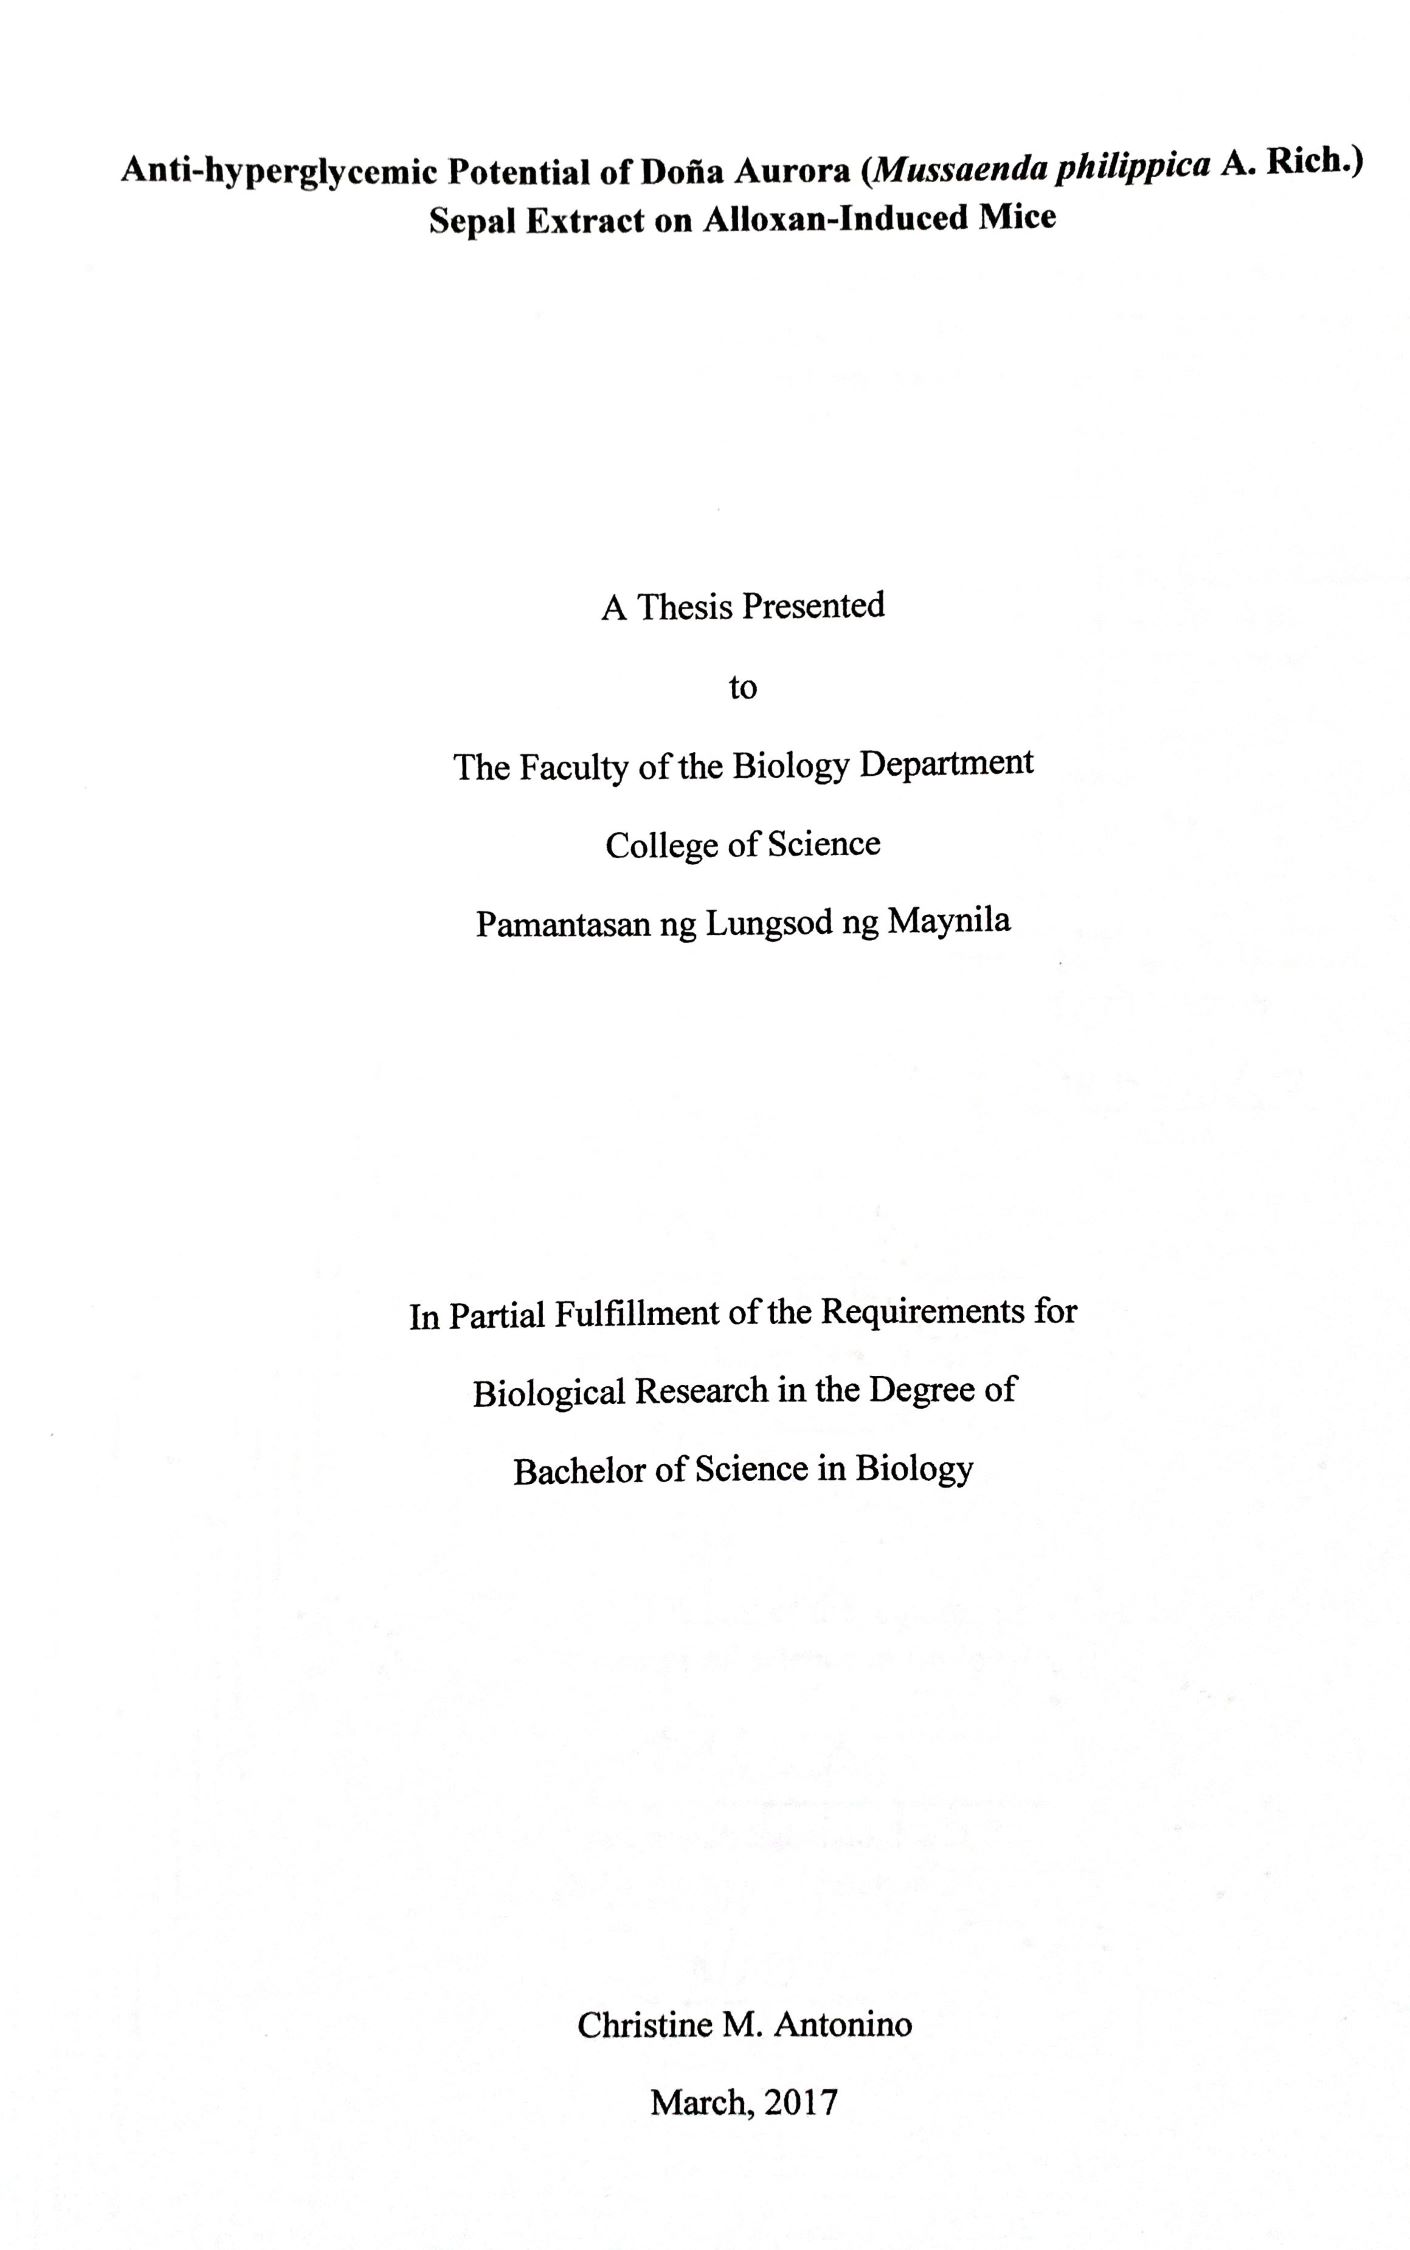 Anti-hyperglycemic Potential of Doña Aurora (Mussaenda philippica A. Rich.)
Sepal Extract on Alloxan-Induced Mice
A Thesis Presented
to
The Faculty of the Biology Department
College of Science
Pamantasan ng Lungsod ng Maynila
In Partial Fulfillment of the Requirements for
Biological Research in the Degree of
Bachelor of Science in Biology
Christine M. Antonino
March, 2017